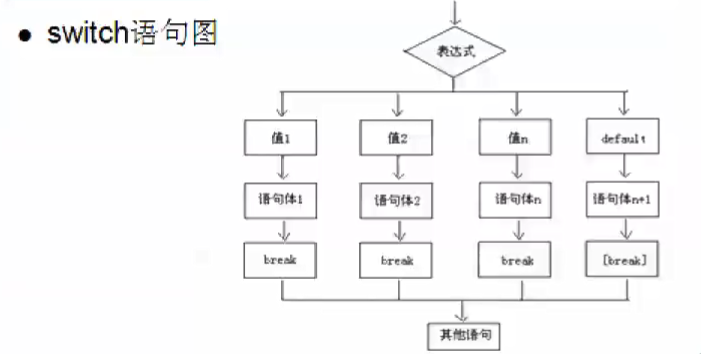 switch语句图
表达式
值1 值2 值n default
语句体1 语句体2 语句体n 语句体n+1
break break break [break]
其他语句